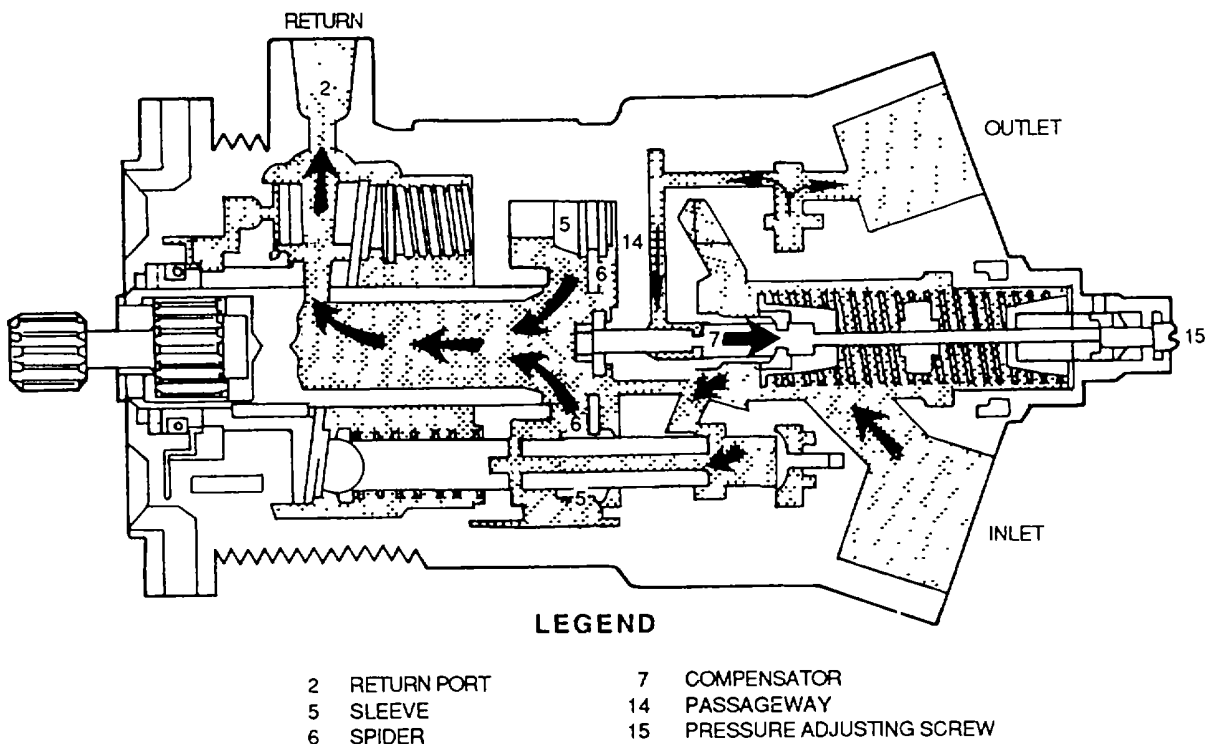 RETURN
2
OUTLET
5
14
6
7
15
6
5
INLET
LEGEND
2 RETURN PORT
5 SLEEVE
6 SPIDER
7 COMPENSATOR
14 PASSAGEWAY
15 PRESSURE ADJUSTING SCREW